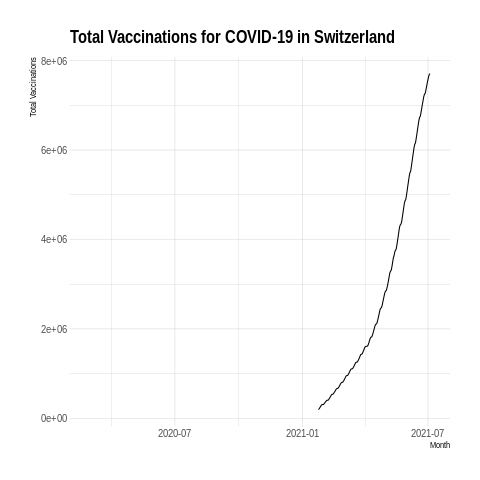 Total Vaccinations for COVID-19 in Switzerland
Total Vaccinations
8e+06
6e+06
4e+06
2e+06
0e+00
2020-07
2021-01
2021-07
Month